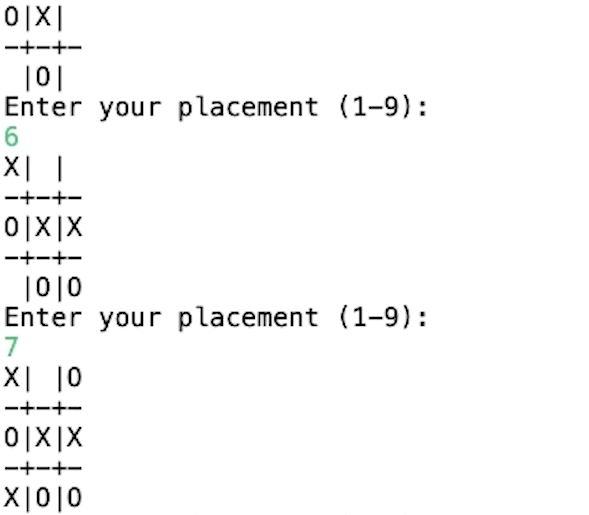 O|X|
-+-+-
 |O|
Enter your placement (1-9):
6
X| |
-+-+-
O|X|X
-+-+-
 |O|O
Enter your placement (1-9):
7
X| |O
-+-+-
O|X|X
-+-+-
X|O|O